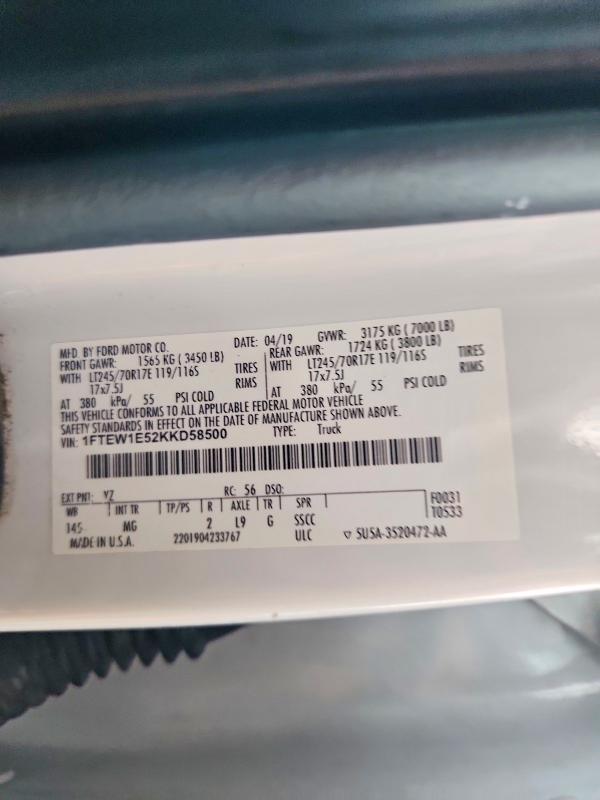 MFD. BY FORD MOTOR CO. DATE: 04/19 GVWR: 3175 KG (7000 LB)
FRONT GAWR: 1565 KG (3450 LB) REAR GAWR: 1724 KG (3800 LB)
WITH LT245/70R17E 119/116S TIRES WITH LT245/70R17E 119/116S TIRES
17x7.5J RIMS 17x7.5J RIMS
AT 380 kPa/ 55 PSI COLD AT 380 kPa/ 55 PSI COLD
THIS VEHICLE CONFORMS TO ALL APPLICABLE FEDERAL MOTOR VEHICLE
SAFETY STANDARDS IN EFFECT ON THE DATE OF MANUFACTURE SHOWN ABOVE.
VIN: 1FTEW1E52KKD58500 TYPE: Truck
EXT PNT: YZ RC: 56 DSO: F0031
WB INT TR TP/PS R AXLE TR SPR T0533
145 MG 2 L9 G SSCC
MADE IN U.S.A. 2201904233767 ULC ▽ 5USA-3520472-AA